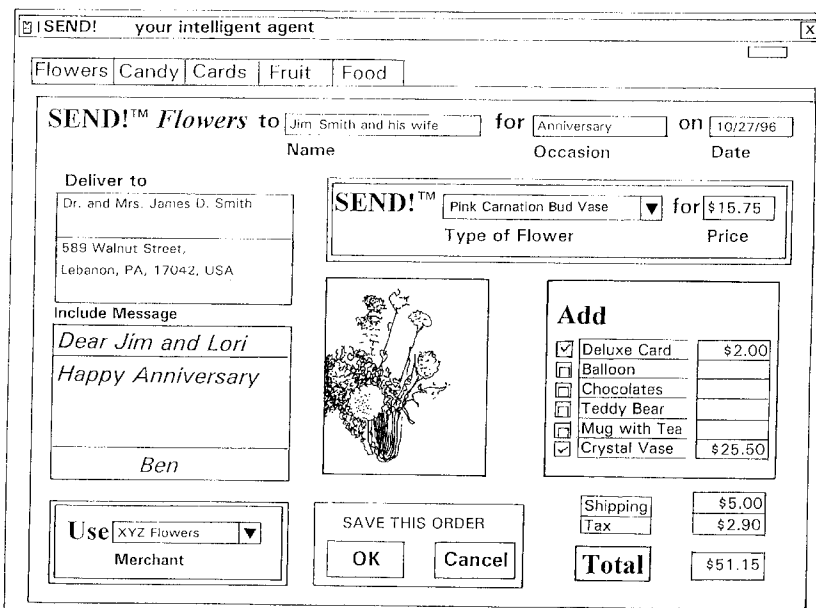 SEND! your intelligent agent X
Flowers Candy Cards Fruit Food
SEND!™ Flowers to Jim Smith and his wife for Anniversary on 10/27/96
Name Occasion Date
Deliver to
Dr. and Mrs. James D. Smith
589 Walnut Street,
Lebanon, PA, 17042, USA
SEND!™ Pink Carnation Bud Vase for $15.75
Type of Flower Price
Include Message
Dear Jim and Lori
Happy Anniversary
Ben
Add
Deluxe Card $2.00
Balloon
Chocolates
Teddy Bear
Mug with Tea
Crystal Vase $25.50
Use XYZ Flowers
Merchant
SAVE THIS ORDER
OK Cancel
Shipping $5.00
Tax $2.90
Total $51.15